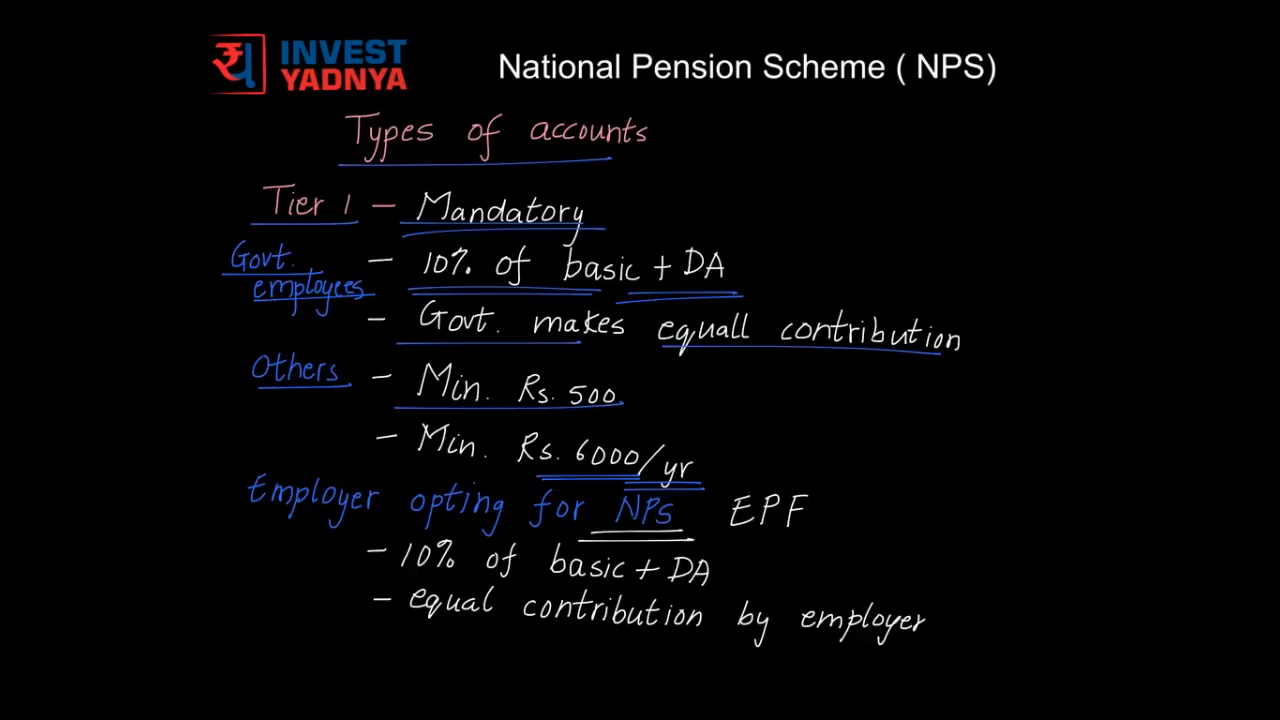 INVEST
YADNYA
National Pension Scheme ( NPS)
Types of accounts
Tier 1 - Mandatory
Govt. employees - 10% of basic + DA
- Govt. makes equall contribution
Others - Min. Rs. 500
- Min. Rs. 6000/yr
Employer opting for NPS EPF
- 10% of basic + DA
- equal contribution by employer